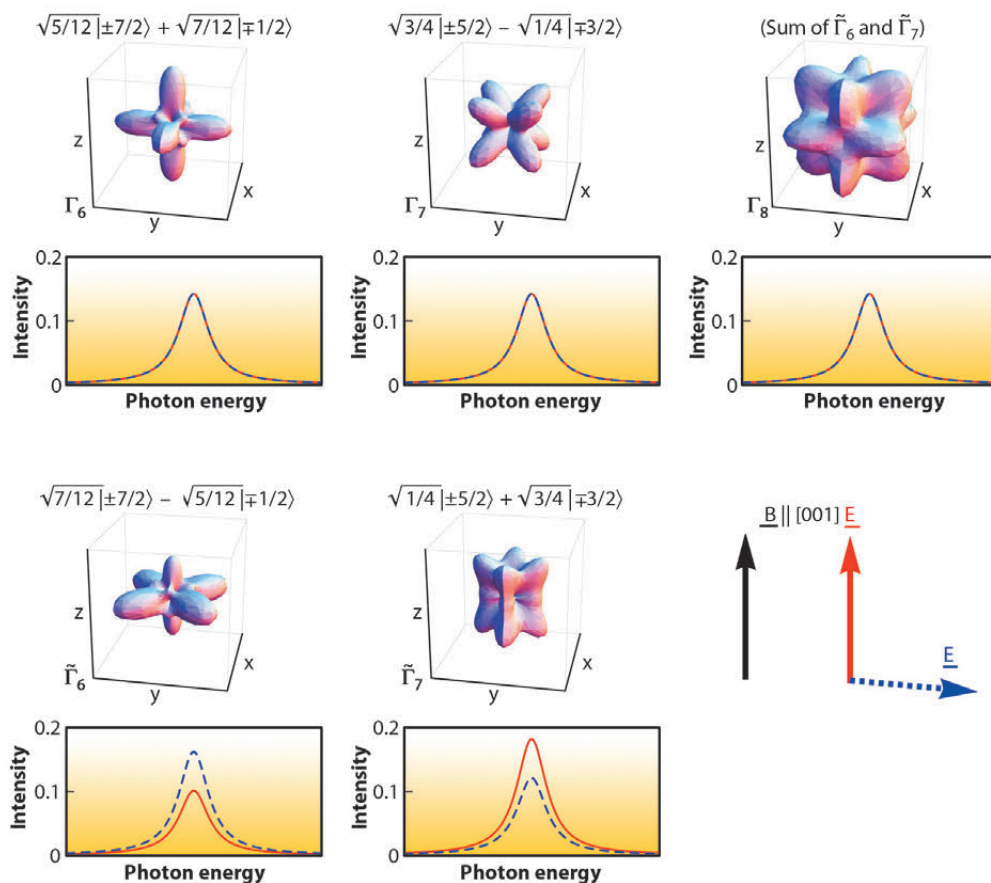 √5/12|±7/2⟩ + √7/12|∓1/2⟩
√3/4|±5/2⟩ – √1/4|∓3/2⟩
(Sum of Γ̃6 and Γ̃7)
z
x
y
Γ6
z
x
y
Γ7
z
x
y
Γ8
Intensity
0.2
0.1
0
Photon energy
Intensity
0.2
0.1
0
Photon energy
Intensity
0.2
0.1
0
Photon energy
√7/12|±7/2⟩ – √5/12|∓1/2⟩
√1/4|±5/2⟩ + √3/4|∓3/2⟩
z
x
y
Γ̃6
z
x
y
Γ̃7
B || [001] E
E
Intensity
0.2
0.1
0
Photon energy
Intensity
0.2
0.1
0
Photon energy